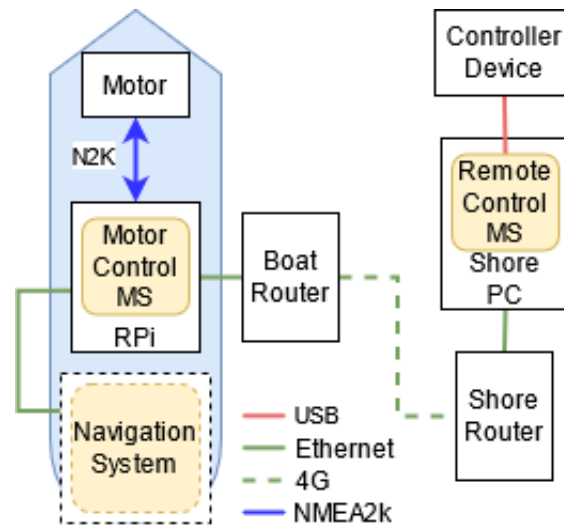 Motor
N2K
Motor
Control
MS
RPi
Navigation
System
Boat
Router
Controller
Device
Remote
Control
MS
Shore
PC
Shore
Router
USB
Ethernet
4G
NMEA2k